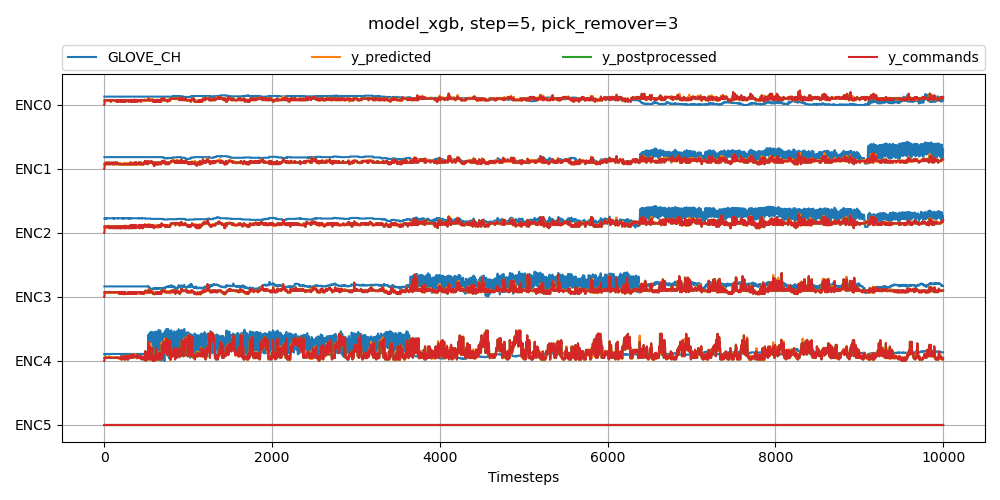 model_xgb, step=5, pick_remover=3
GLOVE_CH y_predicted y_postprocessed y_commands
ENC0
ENC1
ENC2
ENC3
ENC4
ENC5
0 2000 4000 6000 8000 10000
Timesteps